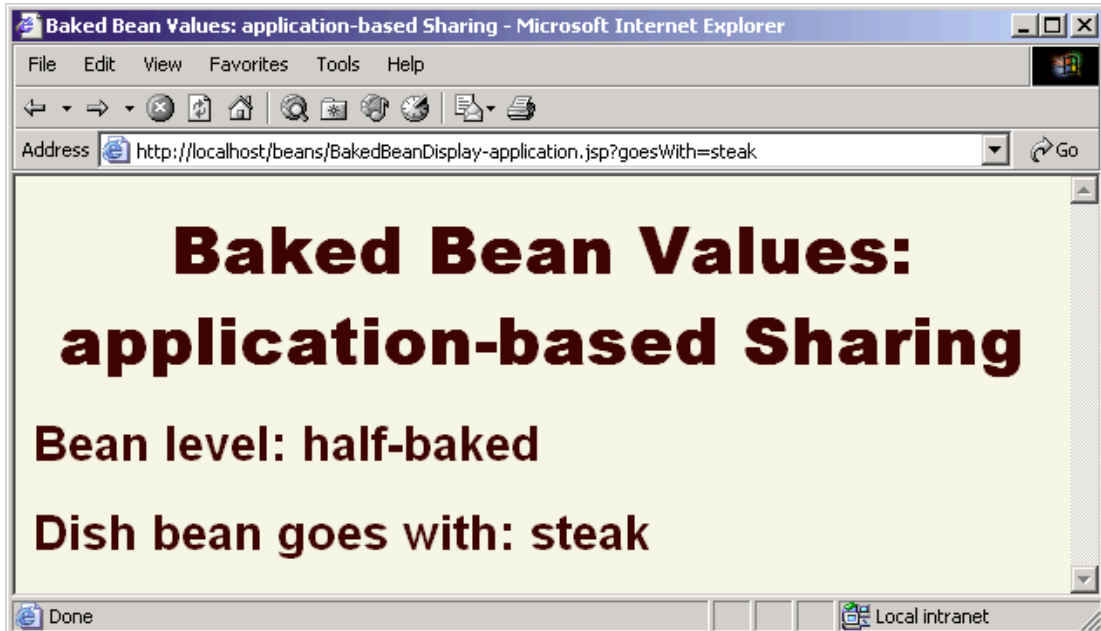 Baked Bean Values: application-based Sharing - Microsoft Internet Explorer
File Edit View Favorites Tools Help
Address http://localhost/beans/BakedBeanDisplay-application.jsp?goesWith=steak Go
Baked Bean Values:
application-based Sharing
Bean level: half-baked
Dish bean goes with: steak
Done Local intranet